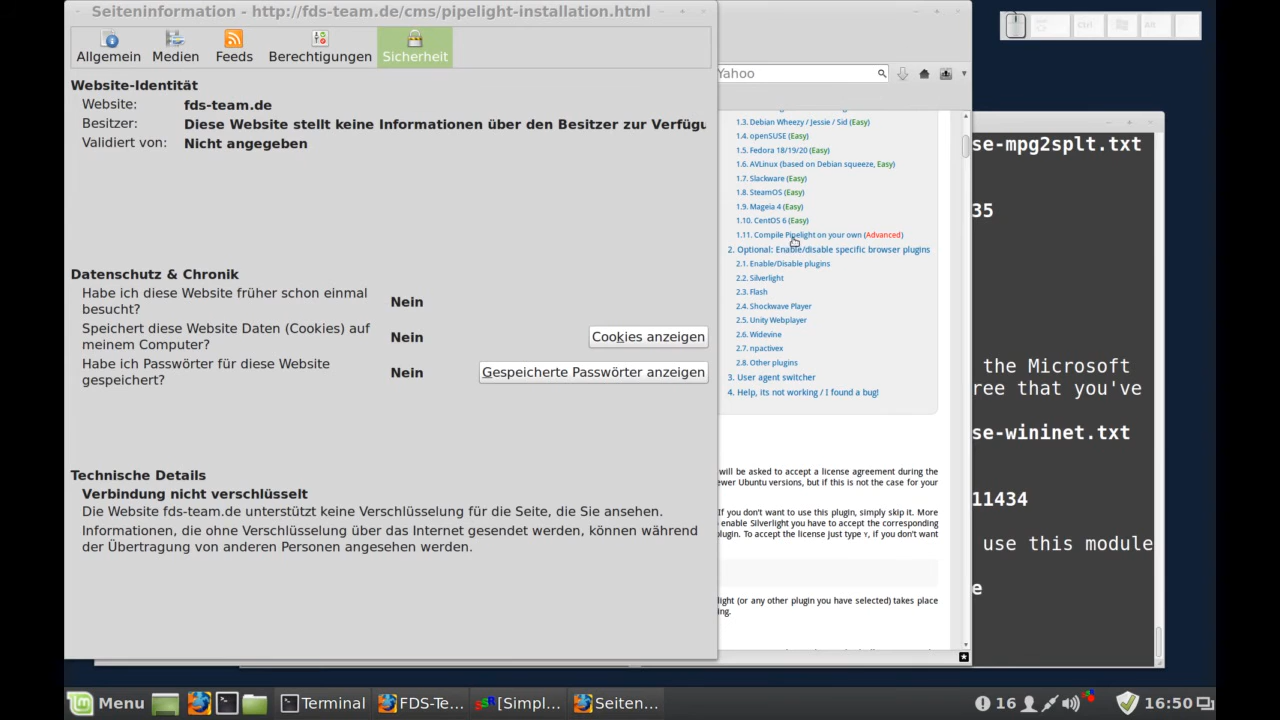 Seiteninformation - http://fds-team.de/cms/pipelight-installation.html
Allgemein
Medien
Feeds
Berechtigungen
Sicherheit
Website-Identität
Website: fds-team.de
Besitzer: Diese Website stellt keine Informationen über den Besitzer zur Verfügu
Validiert von: Nicht angegeben
Datenschutz & Chronik
Habe ich diese Website früher schon einmal
besucht?
Nein
Speichert diese Website Daten (Cookies) auf
meinem Computer?
Nein
Cookies anzeigen
Habe ich Passwörter für diese Website
gespeichert?
Nein
Gespeicherte Passwörter anzeigen
Technische Details
Verbindung nicht verschlüsselt
Die Website fds-team.de unterstützt keine Verschlüsselung für die Seite, die Sie ansehen.
Informationen, die ohne Verschlüsselung über das Internet gesendet werden, können während
der Übertragung von anderen Personen angesehen werden.
Yahoo
1.3. Debian Wheezy / Jessie / Sid (Easy)
1.4. openSUSE (Easy)
1.5. Fedora 18/19/20 (Easy)
1.6. AVLinux (based on Debian squeeze, Easy)
1.7. Slackware (Easy)
1.8. SteamOS (Easy)
1.9. Mageia 4 (Easy)
1.10. CentOS 6 (Easy)
1.11. Compile Pipelight on your own (Advanced)
2. Optional: Enable/disable specific browser plugins
2.1. Enable/Disable plugins
2.2. Silverlight
2.3. Flash
2.4. Shockwave Player
2.5. Unity Webplayer
2.6. Widevine
2.7. npactivex
2.8. Other plugins
3. User agent switcher
4. Help, its not working / I found a bug!
will be asked to accept a license agreement during the
ewer Ubuntu versions, but if this is not the case for your
If you don't want to use this plugin, simply skip it. More
enable Silverlight you have to accept the corresponding
lugin. To accept the license just type Y, if you don't want
light (or any other plugin you have selected) takes place
ng.
se-mpg2splt.txt
35
the Microsoft
ree that you've
se-wininet.txt
11434
use this module
e
Ctrl
Alt
Menu
Terminal
FDS-Te...
[Simpl...
Seiten...
16
16:50